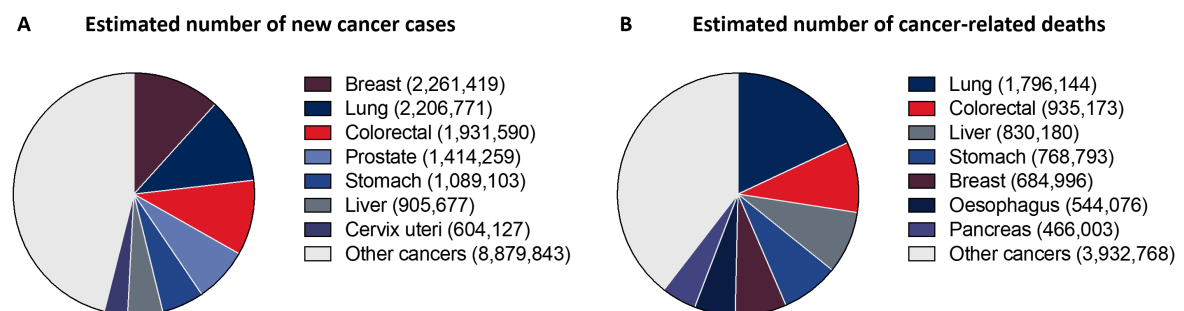 A Estimated number of new cancer cases
Breast (2,261,419)
Lung (2,206,771)
Colorectal (1,931,590)
Prostate (1,414,259)
Stomach (1,089,103)
Liver (905,677)
Cervix uteri (604,127)
Other cancers (8,879,843)
B Estimated number of cancer-related deaths
Lung (1,796,144)
Colorectal (935,173)
Liver (830,180)
Stomach (768,793)
Breast (684,996)
Oesophagus (544,076)
Pancreas (466,003)
Other cancers (3,932,768)